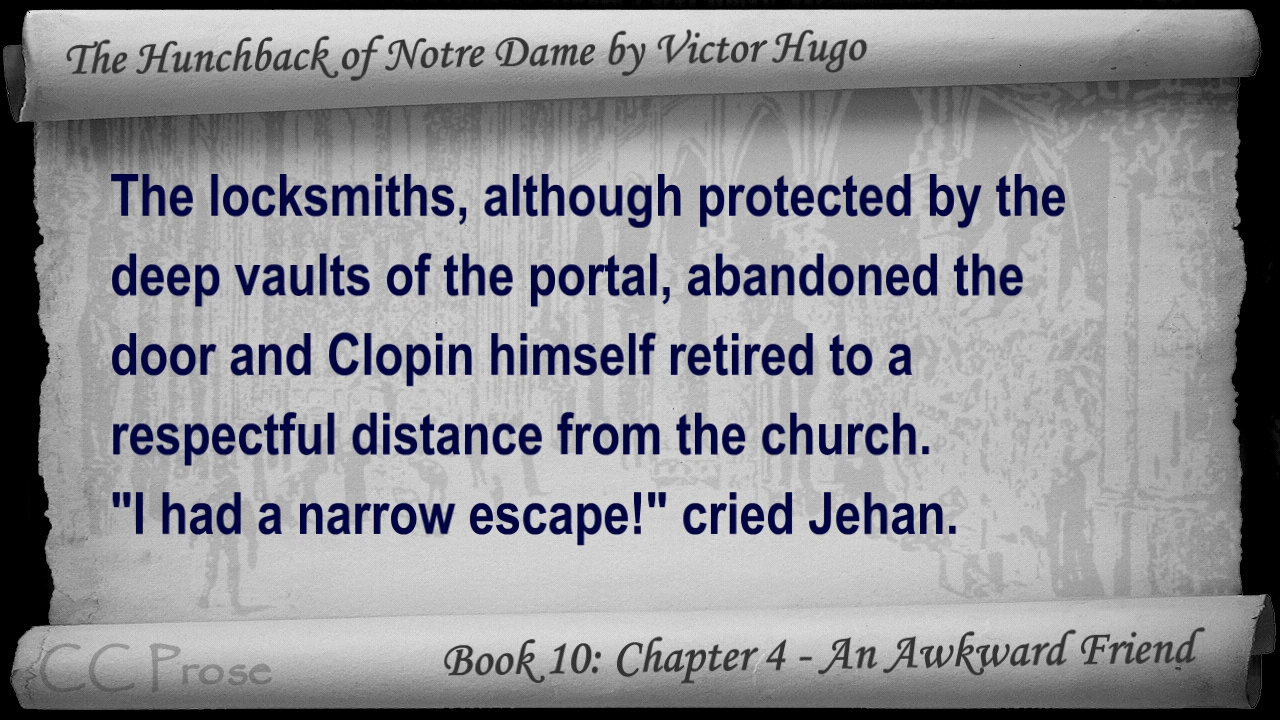 The Hunchback of Notre Dame by Victor Hugo
The locksmiths, although protected by the
deep vaults of the portal, abandoned the
door and Clopin himself retired to a
respectful distance from the church.
"I had a narrow escape!" cried Jehan.
CC Prose
Book 10: Chapter 4 - An Awkward Friend